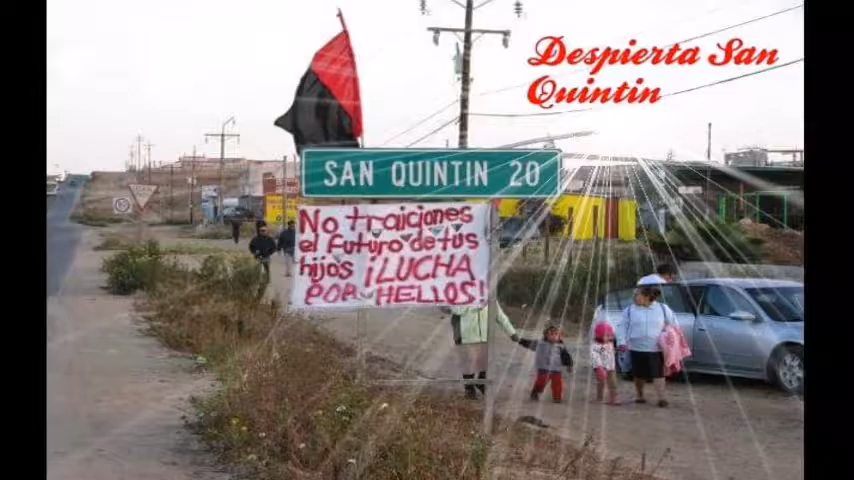 Despierta San
Quintin
SAN QUINTIN 20
No traiciones
el futuro de tus
hijos ¡LUCHA
POR HELLOS!